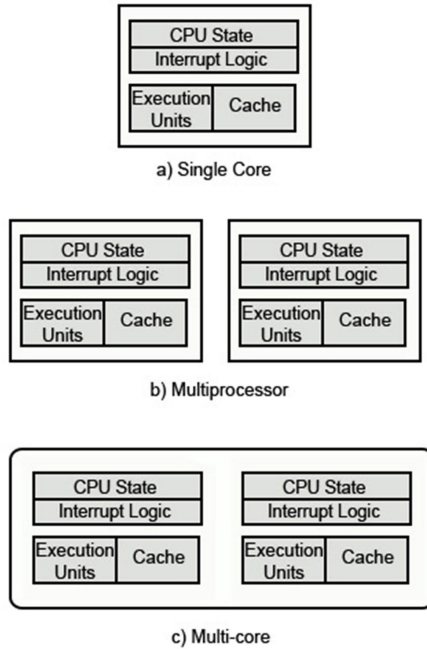 CPU State
Interrupt Logic
Execution Units
Cache
a) Single Core
CPU State
Interrupt Logic
Execution Units
Cache
CPU State
Interrupt Logic
Execution Units
Cache
b) Multiprocessor
CPU State
Interrupt Logic
Execution Units
Cache
CPU State
Interrupt Logic
Execution Units
Cache
c) Multi-core